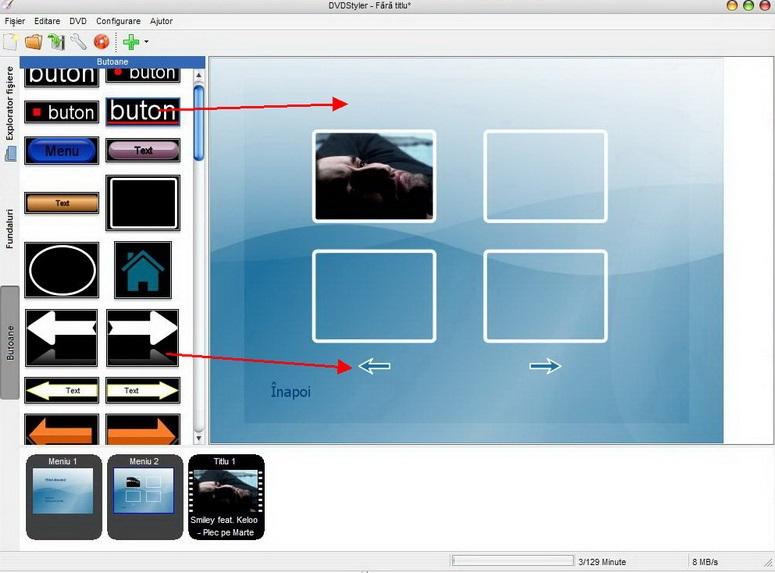 DVDStyler - Fără titlu*
Fișier Editare DVD Configurare Ajutor
Explorator fișiere
Fundaluri
Butoane
Butoane
buton
buton
buton
buton
Menu
Text
Text
Text
Text
Înapoi
Meniu 1
Meniu 2
Titlu 1
Smiley feat. Keloo
- Plec pe Marte
3/129 Minute
8 MB/s